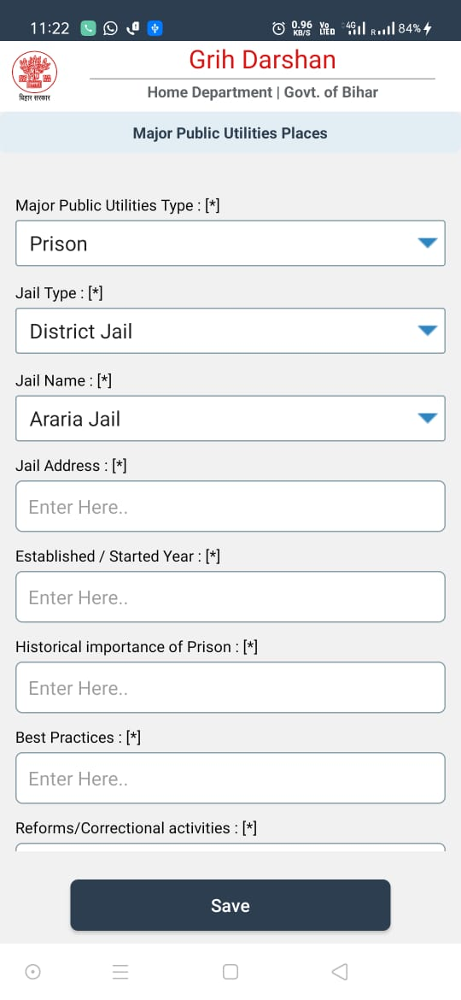 11:22
0.96 KB/S
Vo LTED
4G
R
84%
Grih Darshan
बिहार सरकार
Home Department | Govt. of Bihar
Major Public Utilities Places
Major Public Utilities Type : [*]
Prison
Jail Type : [*]
District Jail
Jail Name : [*]
Araria Jail
Jail Address : [*]
Enter Here..
Established / Started Year : [*]
Enter Here..
Historical importance of Prison : [*]
Enter Here..
Best Practices : [*]
Enter Here..
Reforms/Correctional activities : [*]
Save